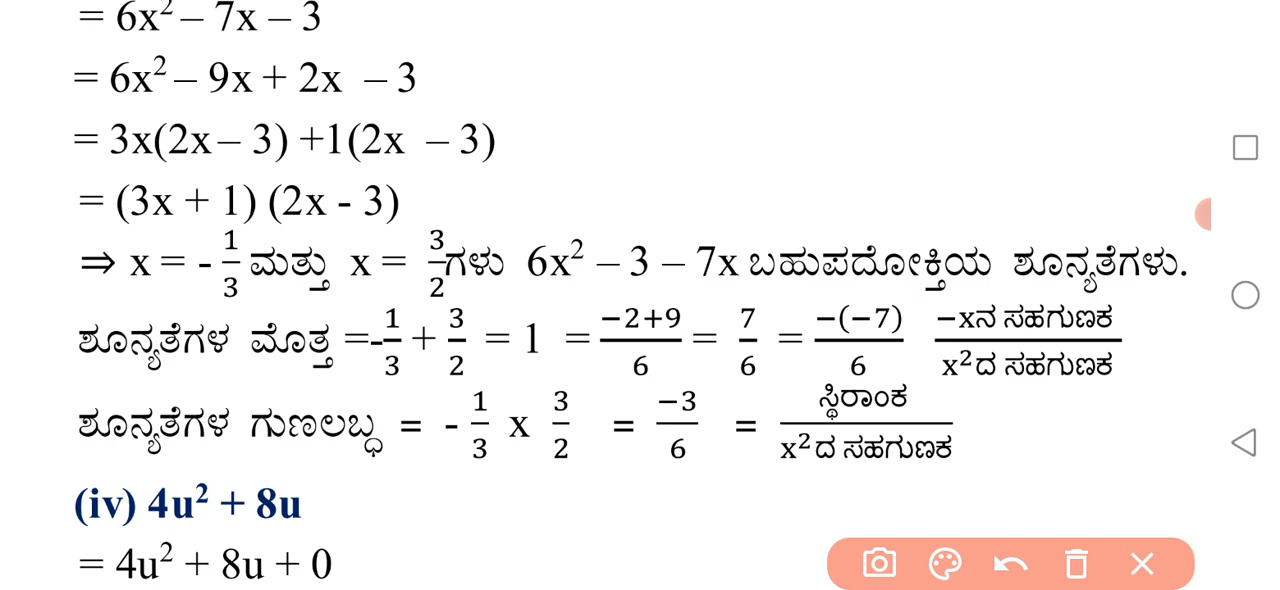 = 6x² – 7x – 3
= 6x² – 9x + 2x – 3
= 3x(2x – 3) +1(2x – 3)
= (3x + 1) (2x - 3)
⇒ x = - 1/3 ಮತ್ತು x = 3/2 ಗಳು 6x² – 3 – 7x ಬಹುಪದೋಕ್ತಿಯ ಶೂನ್ಯತೆಗಳು.
ಶೂನ್ಯತೆಗಳ ಮೊತ್ತ =-1/3 + 3/2 = 1 = −2+9/6 = 7/6 = −(−7)/6 −xನ ಸಹಗುಣಕ/x²ದ ಸಹಗುಣಕ
ಶೂನ್ಯತೆಗಳ ಗುಣಲಬ್ಧ = - 1/3 x 3/2 = −3/6 = ಸ್ಥಿರಾಂಕ/x²ದ ಸಹಗುಣಕ
(iv) 4u² + 8u
= 4u² + 8u + 0